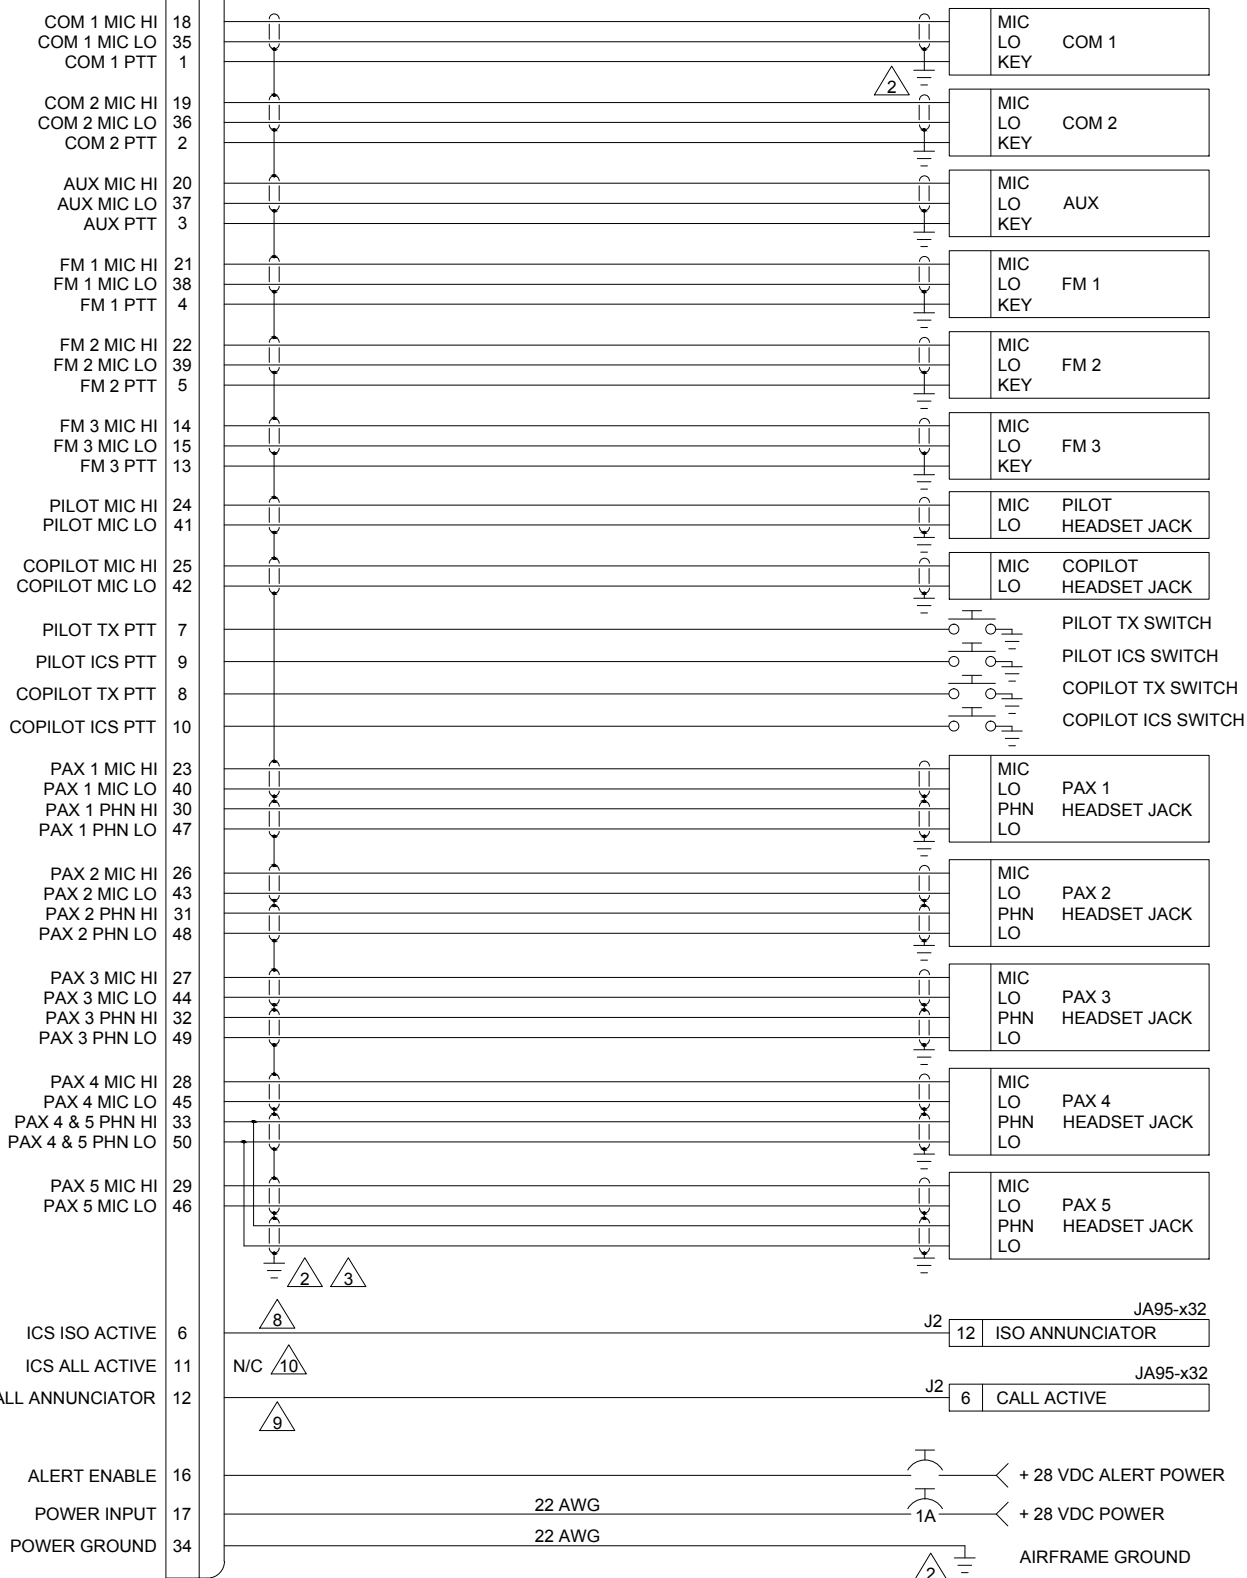 COM 1 MIC HI 18 MIC
COM 1 MIC LO 35 LO COM 1
COM 1 PTT 1 KEY
2
COM 2 MIC HI 19 MIC
COM 2 MIC LO 36 LO COM 2
COM 2 PTT 2 KEY
AUX MIC HI 20 MIC
AUX MIC LO 37 LO AUX
AUX PTT 3 KEY
FM 1 MIC HI 21 MIC
FM 1 MIC LO 38 LO FM 1
FM 1 PTT 4 KEY
FM 2 MIC HI 22 MIC
FM 2 MIC LO 39 LO FM 2
FM 2 PTT 5 KEY
FM 3 MIC HI 14 MIC
FM 3 MIC LO 15 LO FM 3
FM 3 PTT 13 KEY
PILOT MIC HI 24 MIC PILOT
PILOT MIC LO 41 LO HEADSET JACK
COPILOT MIC HI 25 MIC COPILOT
COPILOT MIC LO 42 LO HEADSET JACK
PILOT TX PTT 7 PILOT TX SWITCH
PILOT ICS PTT 9 PILOT ICS SWITCH
COPILOT TX PTT 8 COPILOT TX SWITCH
COPILOT ICS PTT 10 COPILOT ICS SWITCH
PAX 1 MIC HI 23 MIC
PAX 1 MIC LO 40 LO PAX 1
PAX 1 PHN HI 30 PHN HEADSET JACK
PAX 1 PHN LO 47 LO
PAX 2 MIC HI 26 MIC
PAX 2 MIC LO 43 LO PAX 2
PAX 2 PHN HI 31 PHN HEADSET JACK
PAX 2 PHN LO 48 LO
PAX 3 MIC HI 27 MIC
PAX 3 MIC LO 44 LO PAX 3
PAX 3 PHN HI 32 PHN HEADSET JACK
PAX 3 PHN LO 49 LO
PAX 4 MIC HI 28 MIC
PAX 4 MIC LO 45 LO PAX 4
PAX 4 & 5 PHN HI 33 PHN HEADSET JACK
PAX 4 & 5 PHN LO 50 LO
PAX 5 MIC HI 29 MIC
PAX 5 MIC LO 46 LO PAX 5
PHN HEADSET JACK
LO
2 3
JA95-x32
8
ICS ISO ACTIVE 6 J2 12 ISO ANNUNCIATOR
ICS ALL ACTIVE 11 N/C 10
JA95-x32
ANNUNCIATOR 12 J2 6 CALL ACTIVE
9
ALERT ENABLE 16 + 28 VDC ALERT POWER
POWER INPUT 17 22 AWG 1A + 28 VDC POWER
POWER GROUND 34 22 AWG
2 AIRFRAME GROUND